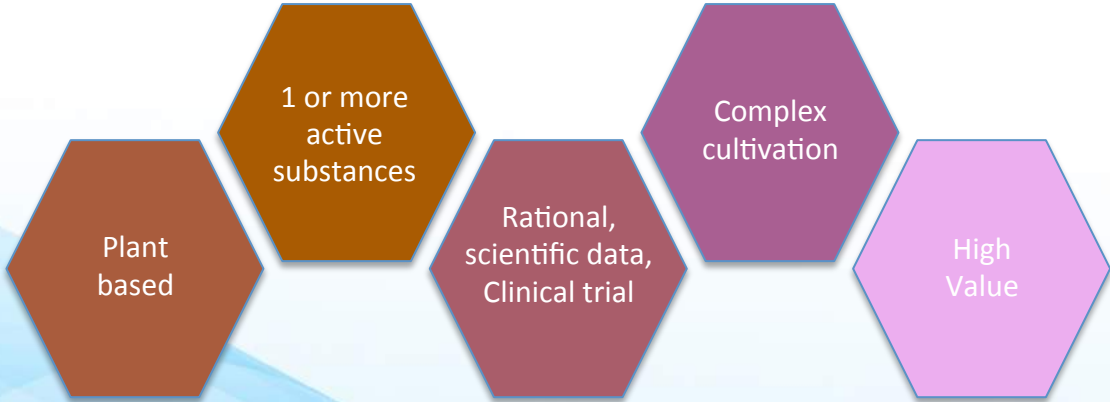 Plant
based
1 or more
active
substances
Rational,
scientific data,
Clinical trial
Complex
cultivation
High
Value